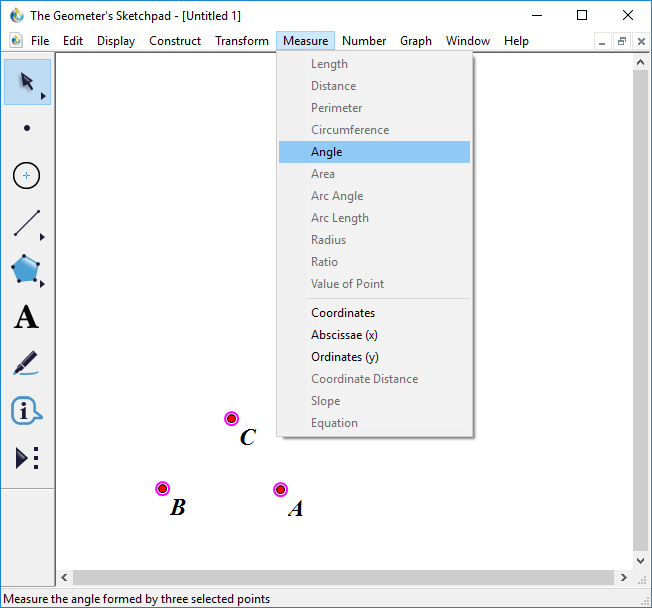 The Geometer's Sketchpad - [Untitled 1]
File Edit Display Construct Transform Measure Number Graph Window Help
Length
Distance
Perimeter
Circumference
Angle
Area
Arc Angle
Arc Length
Radius
Ratio
Value of Point
Coordinates
Abscissae (x)
Ordinates (y)
Coordinate Distance
Slope
Equation
A
C
B
A
Measure the angle formed by three selected points